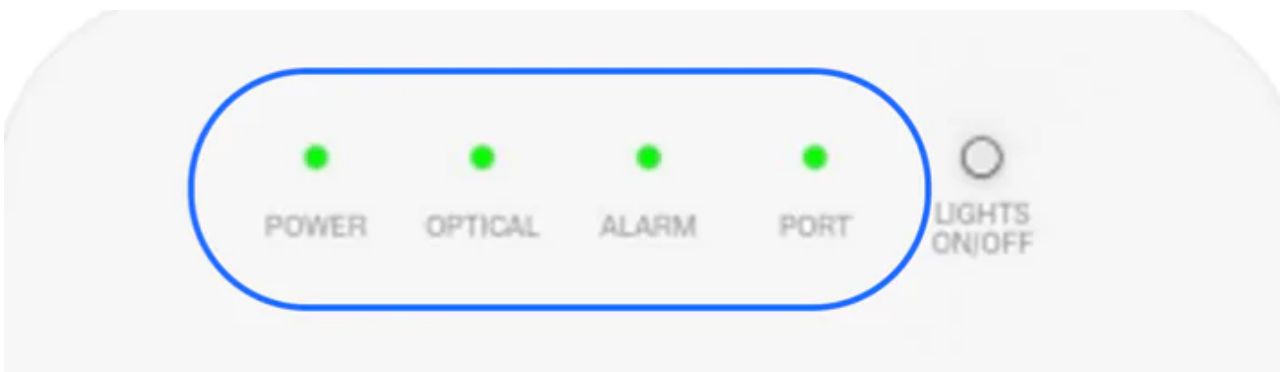 POWER
OPTICAL
ALARM
PORT
LIGHTS
ON/OFF